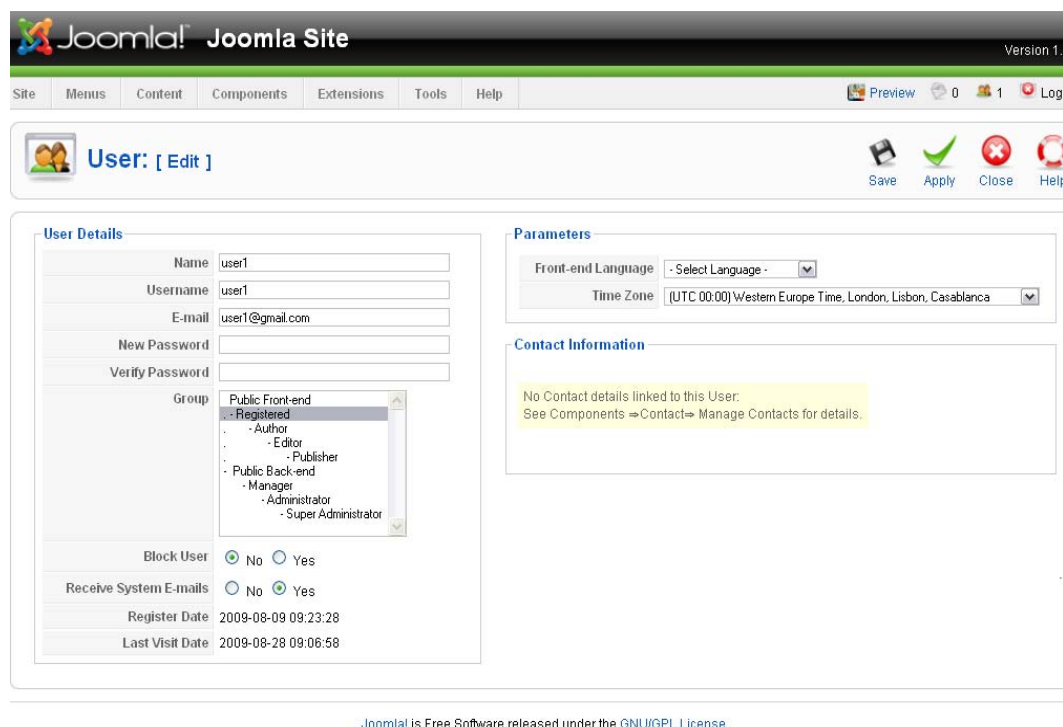 Joomla! Joomla Site
Version 1.
Site Menus Content Components Extensions Tools Help Preview 0 1 Log
User: [ Edit ]
Save Apply Close Help
User Details
Name user1
Username user1
E-mail user1@gmail.com
New Password
Verify Password
Group
Public Front-end
. - Registered
. - Author
. - Editor
. - Publisher
- Public Back-end
- Manager
- Administrator
- Super Administrator
Block User No Yes
Receive System E-mails No Yes
Register Date 2009-08-09 09:23:28
Last Visit Date 2009-08-28 09:06:58
Parameters
Front-end Language - Select Language -
Time Zone (UTC 00:00) Western Europe Time, London, Lisbon, Casablanca
Contact Information
No Contact details linked to this User:
See Components ⇒Contact⇒ Manage Contacts for details.
Joomla! is Free Software released under the GNU/GPL License